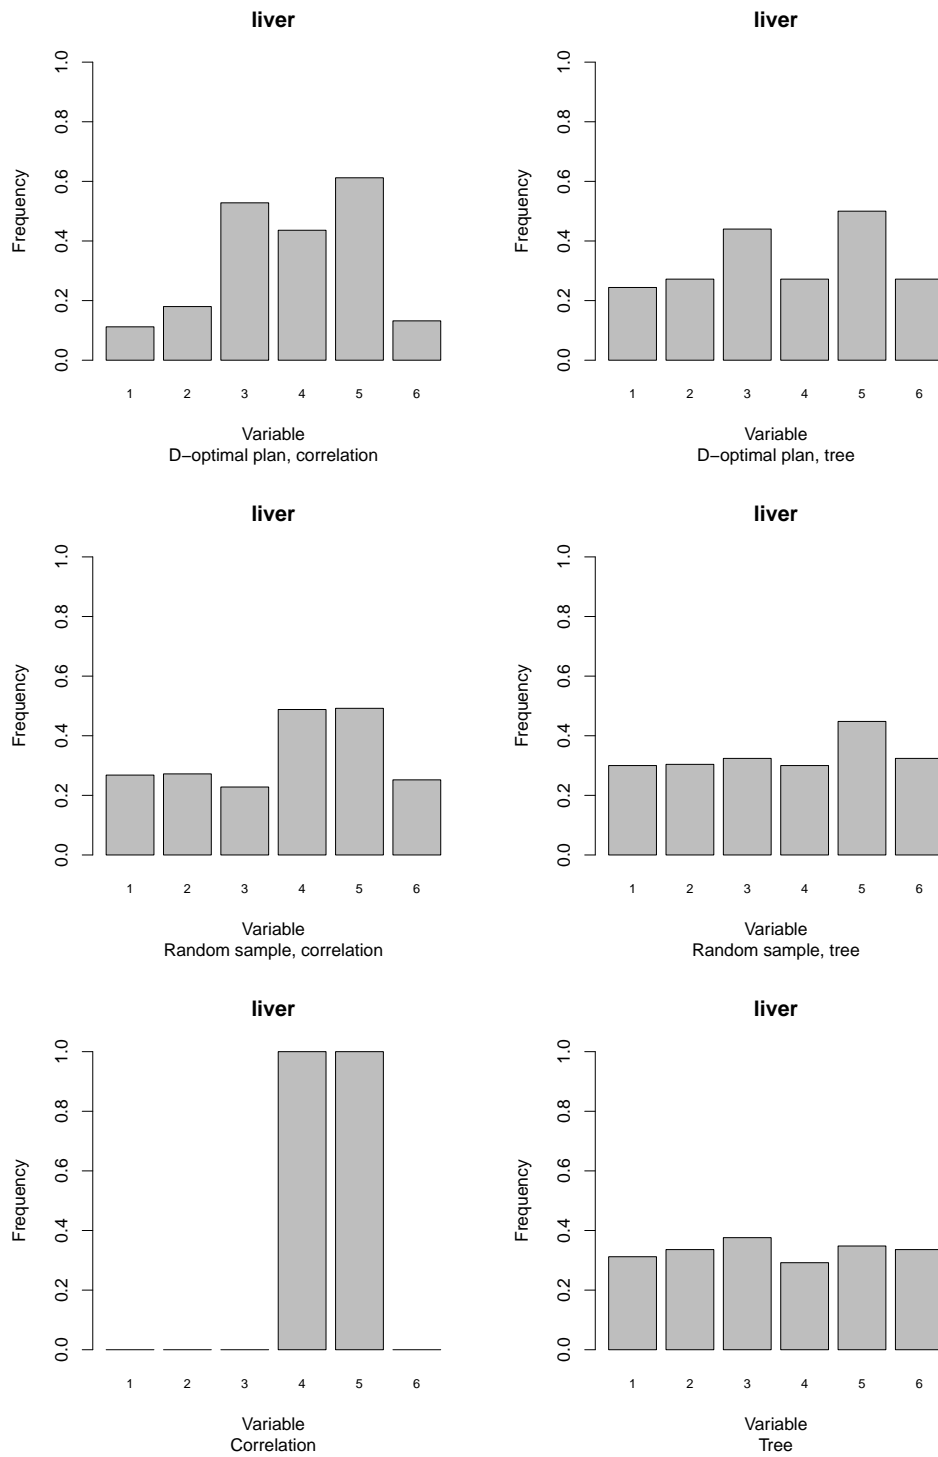 liver
1.0
0.8
0.6
0.4
0.2
0.0
Frequency
1 2 3 4 5 6
Variable
D−optimal plan, correlation
liver
1.0
0.8
0.6
0.4
0.2
0.0
Frequency
1 2 3 4 5 6
Variable
D−optimal plan, tree
liver
1.0
0.8
0.6
0.4
0.2
0.0
Frequency
1 2 3 4 5 6
Variable
Random sample, correlation
liver
1.0
0.8
0.6
0.4
0.2
0.0
Frequency
1 2 3 4 5 6
Variable
Random sample, tree
liver
1.0
0.8
0.6
0.4
0.2
0.0
Frequency
1 2 3 4 5 6
Variable
Correlation
liver
1.0
0.8
0.6
0.4
0.2
0.0
Frequency
1 2 3 4 5 6
Variable
Tree